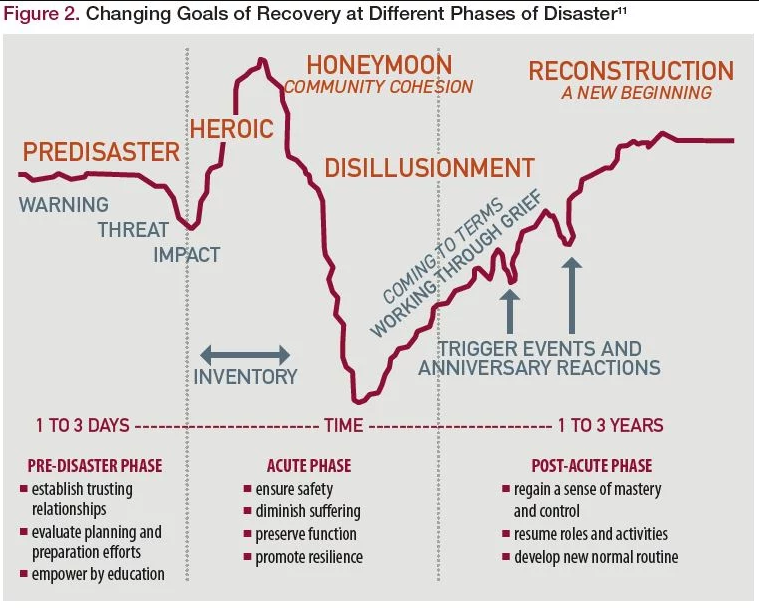 Figure 2. Changing Goals of Recovery at Different Phases of Disaster¹¹
HONEYMOON
COMMUNITY COHESION
RECONSTRUCTION
A NEW BEGINNING
HEROIC
PREDISASTER
DISILLUSIONMENT
WARNING
THREAT
IMPACT
COMING TO TERMS
WORKING THROUGH GRIEF
TRIGGER EVENTS AND
ANNIVERSARY REACTIONS
INVENTORY
1 TO 3 DAYS
TIME
1 TO 3 YEARS
PRE-DISASTER PHASE
■ establish trusting
relationships
■ evaluate planning and
preparation efforts
■ empower by education
ACUTE PHASE
■ ensure safety
■ diminish suffering
■ preserve function
■ promote resilience
POST-ACUTE PHASE
■ regain a sense of mastery
and control
■ resume roles and activities
■ develop new normal routine